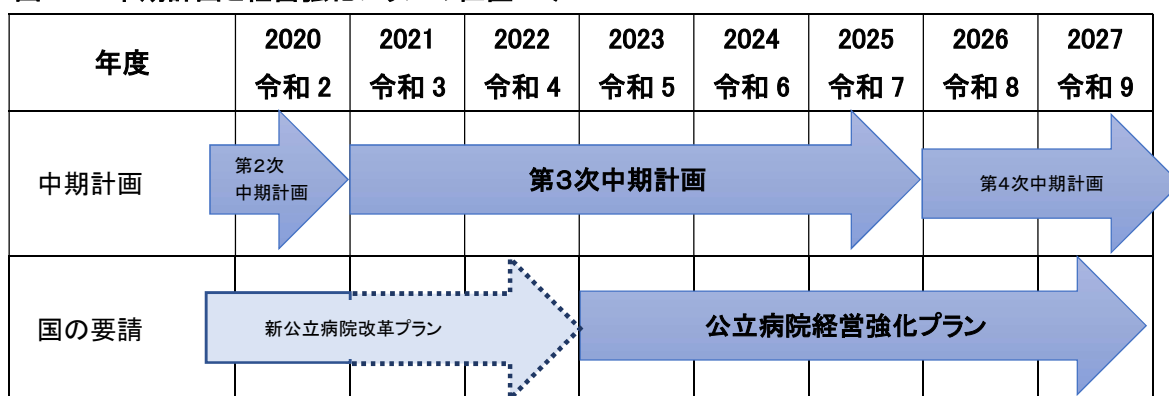 年度
2020 2021 2022 2023 2024 2025 2026 2027
令和2 令和3 令和4 令和5 令和6 令和7 令和8 令和9
中期計画
第2次
中期計画
第3次中期計画
第4次中期計画
国の要請
新公立病院改革プラン
公立病院経営強化プラン